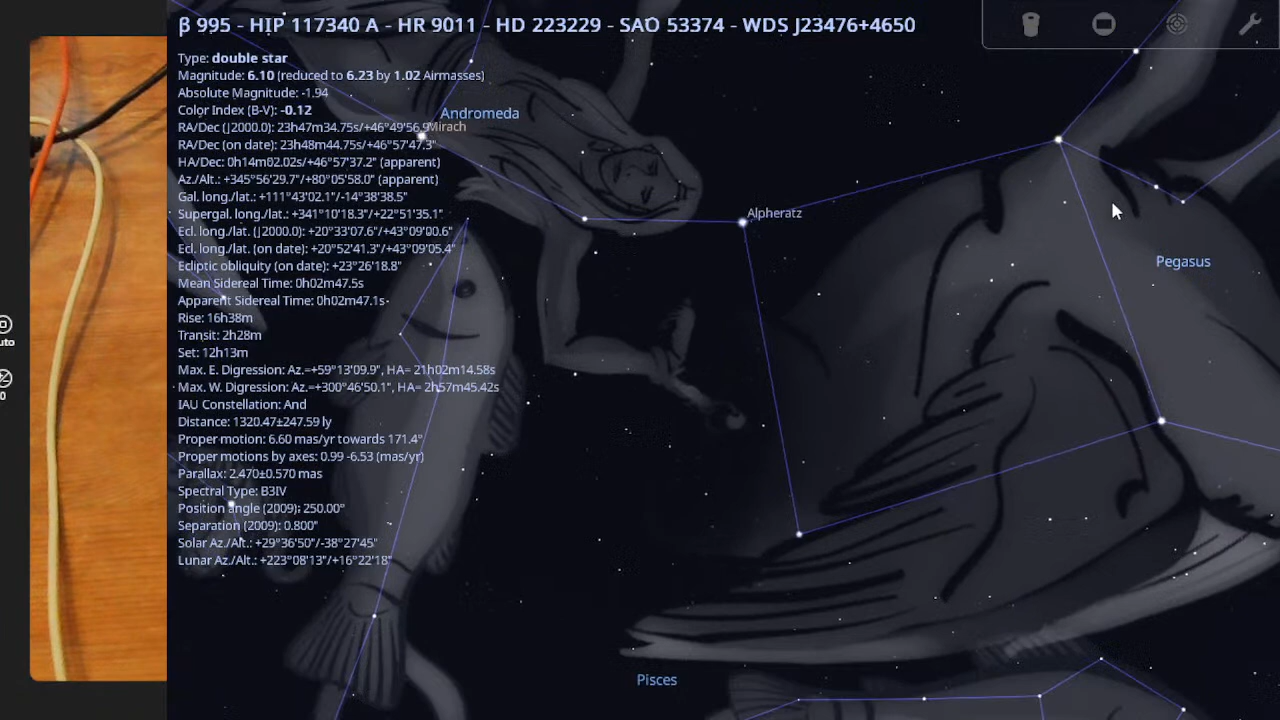 β 995 - HIP 117340 A - HR 9011 - HD 223229 - SAO 53374 - WDS J23476+4650
Type: double star
Magnitude: 6.10 (reduced to 6.23 by 1.02 Airmasses)
Absolute Magnitude: -1.94
Color Index (B-V): -0.12
RA/Dec (J2000.0): 23h47m34.75s/+46°49'56.9"
RA/Dec (on date): 23h48m44.75s/+46°57'47.3"
HA/Dec: 0h14m02.02s/+46°57'37.2" (apparent)
Az./Alt.: +345°56'29.7"/+80°05'58.0" (apparent)
Gal. long./lat.: +111°43'02.1"/-14°38'38.5"
Supergal. long./lat.: +341°10'18.3"/+22°51'35.1"
Ecl. long./lat. (J2000.0): +20°33'07.6"/+43°09'00.6"
Ecl. long./lat. (on date): +20°52'41.3"/+43°09'05.4"
Ecliptic obliquity (on date): +23°26'18.8"
Mean Sidereal Time: 0h02m47.5s
Apparent Sidereal Time: 0h02m47.1s
Rise: 16h38m
Transit: 2h28m
Set: 12h13m
Max. E. Digression: Az.=+59°13'09.9", HA= 21h02m14.58s
Max. W. Digression: Az.=+300°46'50.1", HA= 2h57m45.42s
IAU Constellation: And
Distance: 1320.47±247.59 ly
Proper motion: 6.60 mas/yr towards 171.4°
Proper motions by axes: 0.99 -6.53 (mas/yr)
Parallax: 2.470±0.570 mas
Spectral Type: B3IV
Position angle (2009): 250.00°
Separation (2009): 0.800"
Solar Az./Alt.: +29°36'50"/-38°27'45"
Lunar Az./Alt.: +223°08'13"/+16°22'18"
Andromeda
Mirach
Alpheratz
Pegasus
Pisces
uto
0